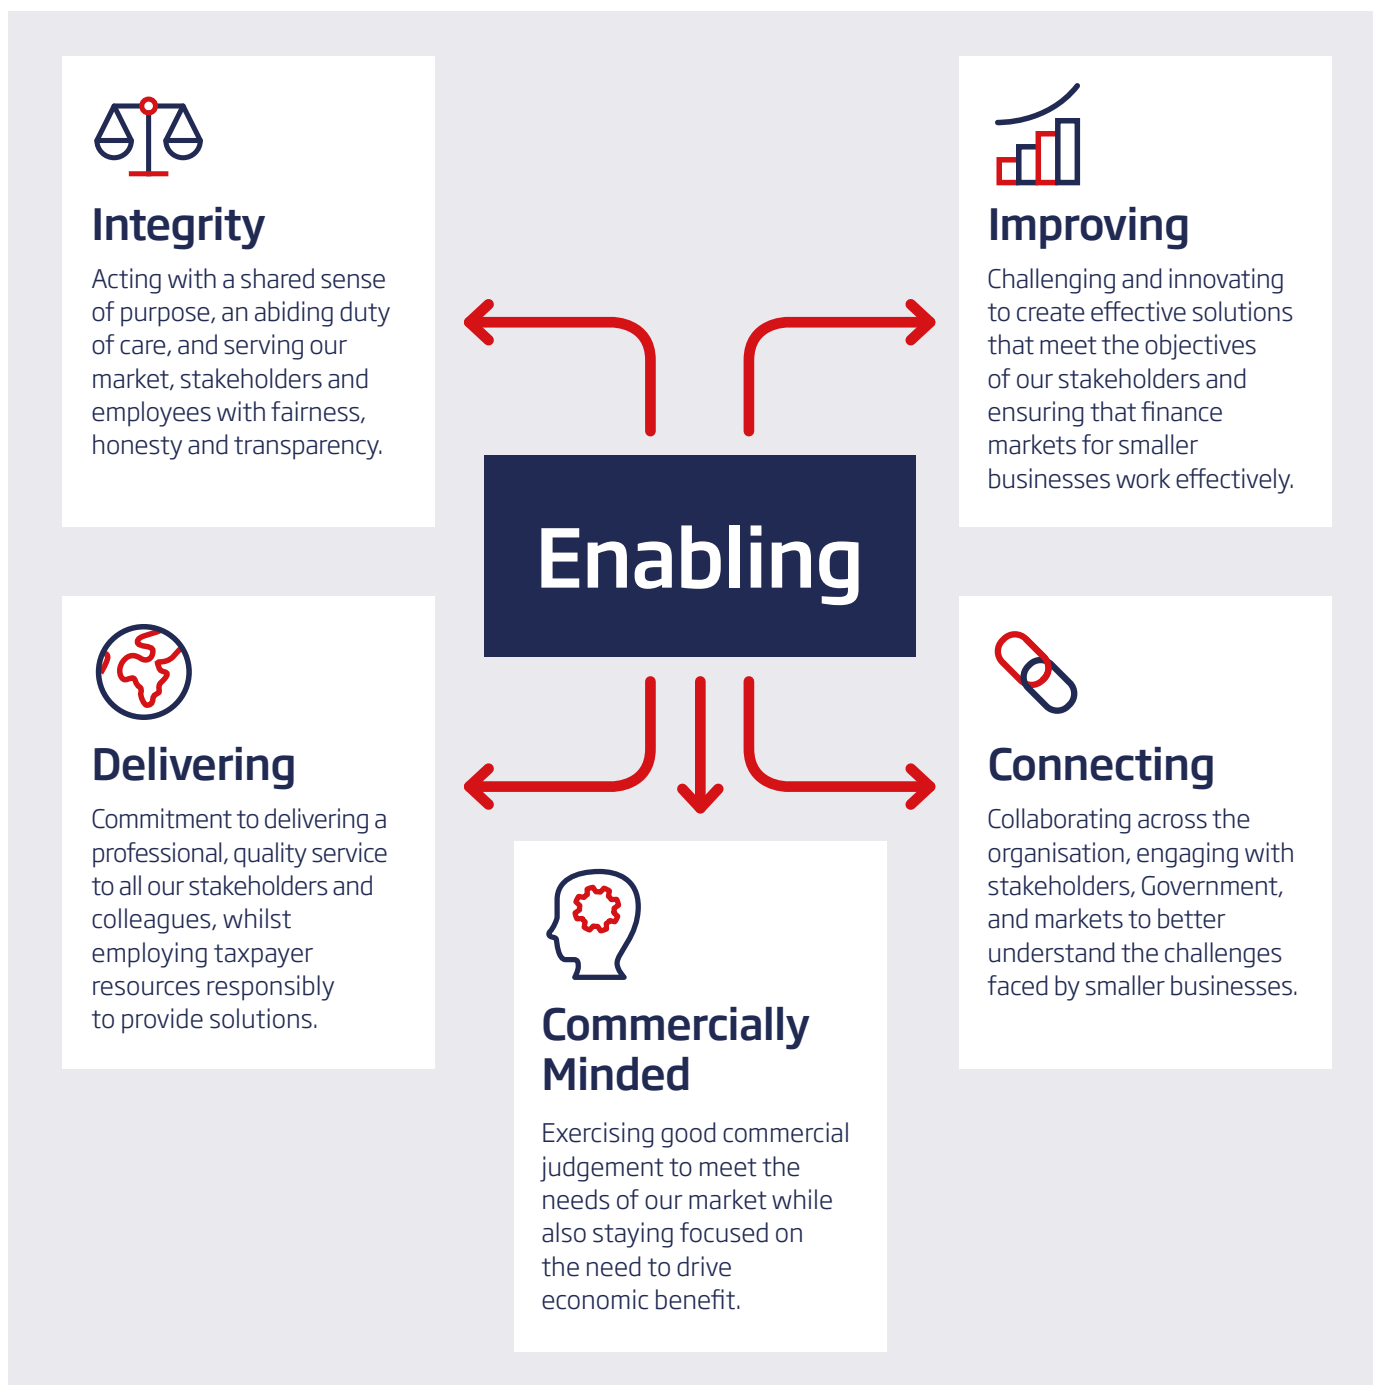 Integrity
Acting with a shared sense
of purpose, an abiding duty
of care, and serving our
market, stakeholders and
employees with fairness,
honesty and transparency.
Improving
Challenging and innovating
to create effective solutions
that meet the objectives
of our stakeholders and
ensuring that finance
markets for smaller
businesses work effectively.
Enabling
Delivering
Commitment to delivering a
professional, quality service
to all our stakeholders and
colleagues, whilst
employing taxpayer
resources responsibly
to provide solutions.
Connecting
Collaborating across the
organisation, engaging with
stakeholders, Government,
and markets to better
understand the challenges
faced by smaller businesses.
Commercially
Minded
Exercising good commercial
judgement to meet the
needs of our market while
also staying focused on
the need to drive
economic benefit.